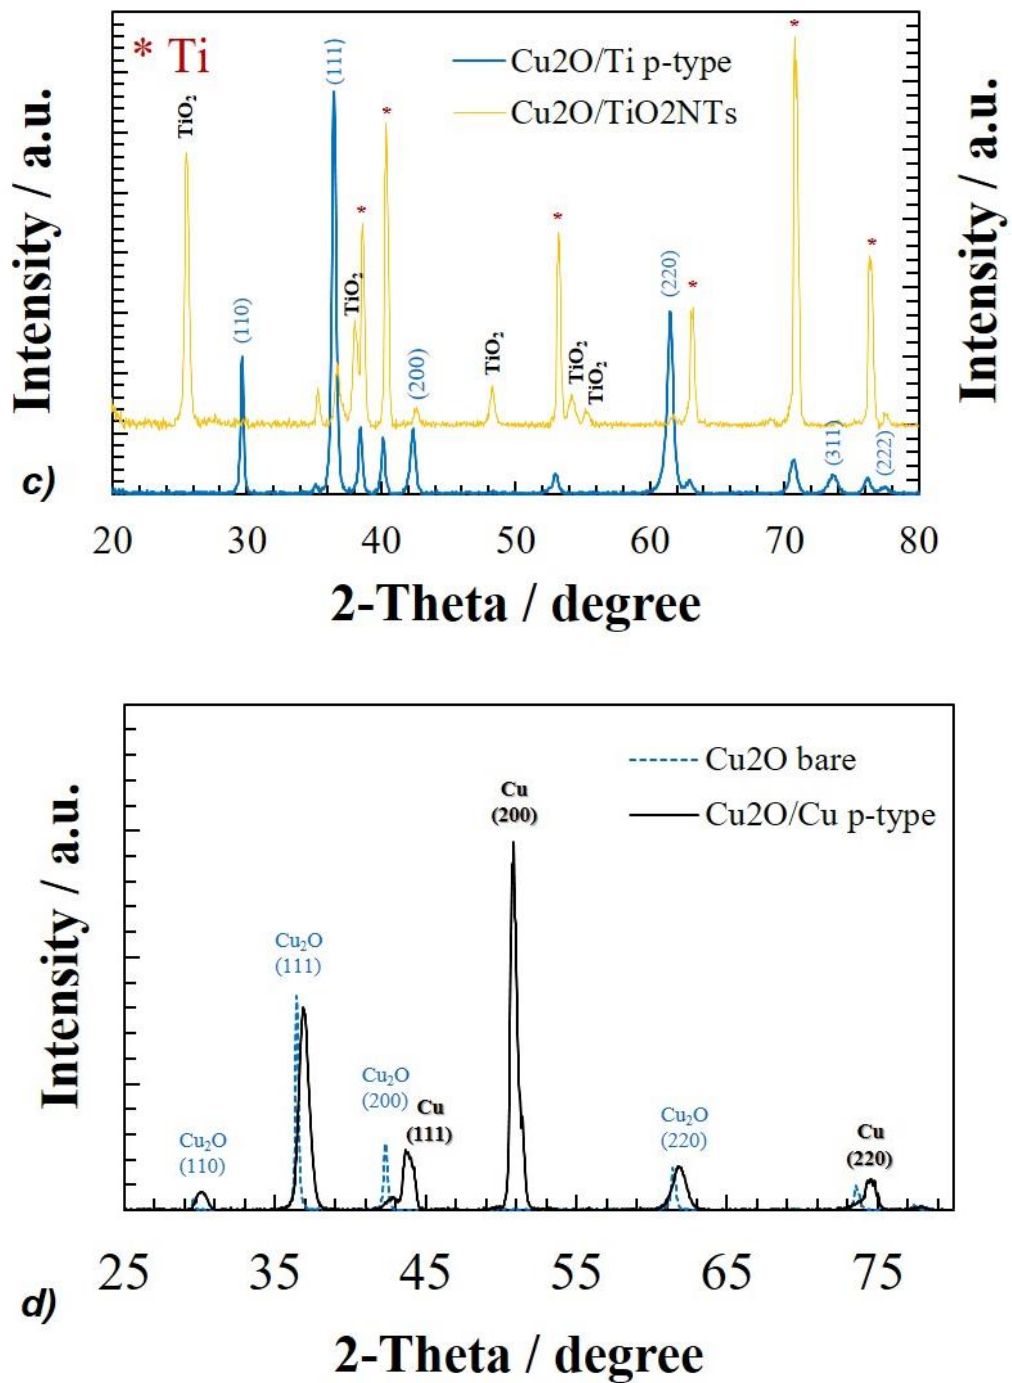 * Ti
TiO₂
(110)
(111)
TiO₂
*
*
(200)
TiO₂
*
TiO₂
TiO₂
(220)
*
*
(311)
*
(222)
Cu2O/Ti p-type
Cu2O/TiO2NTs
Intensity / a.u.
Intensity / a.u.
c)
20 30 40 50 60 70 80
2-Theta / degree
Cu2O bare
Cu2O/Cu p-type
Cu
(200)
Cu₂O
(111)
Cu₂O
(200)
Cu
(111)
Cu₂O
(110)
Cu₂O
(220)
Cu
(220)
Intensity / a.u.
d)
25 35 45 55 65 75
2-Theta / degree